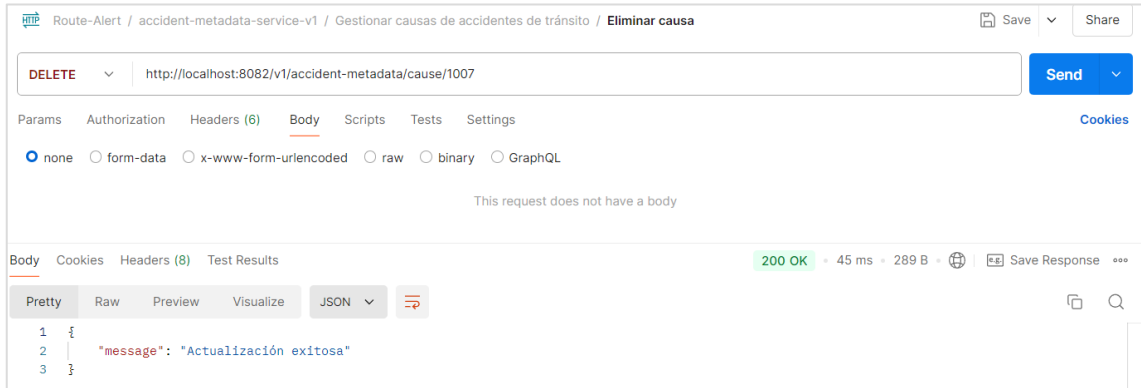 HTTP Route-Alert / accident-metadata-service-v1 / Gestionar causas de accidentes de tránsito / Eliminar causa Save Share
DELETE http://localhost:8082/v1/accident-metadata/cause/1007 Send
Params Authorization Headers (6) Body Scripts Tests Settings Cookies
none form-data x-www-form-urlencoded raw binary GraphQL
This request does not have a body
Body Cookies Headers (8) Test Results 200 OK 45 ms 289 B e.g. Save Response
Pretty Raw Preview Visualize JSON
1 {
2 "message": "Actualización exitosa"
3 }